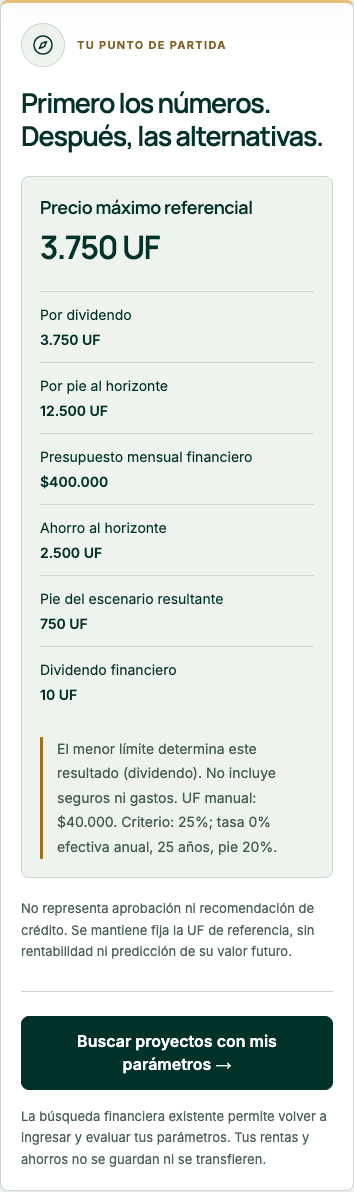 TU PUNTO DE PARTIDA
Primero los números.
Después, las alternativas.
Precio máximo referencial
3.750 UF
Por dividendo
3.750 UF
Por pie al horizonte
12.500 UF
Presupuesto mensual financiero
$400.000
Ahorro al horizonte
2.500 UF
Pie del escenario resultante
750 UF
Dividendo financiero
10 UF
El menor límite determina este
resultado (dividendo). No incluye
seguros ni gastos. UF manual:
$40.000. Criterio: 25%; tasa 0%
efectiva anual, 25 años, pie 20%.
No representa aprobación ni recomendación de
crédito. Se mantiene fija la UF de referencia, sin
rentabilidad ni predicción de su valor futuro.
Buscar proyectos con mis
parámetros →
La búsqueda financiera existente permite volver a
ingresar y evaluar tus parámetros. Tus rentas y
ahorros no se guardan ni se transfieren.